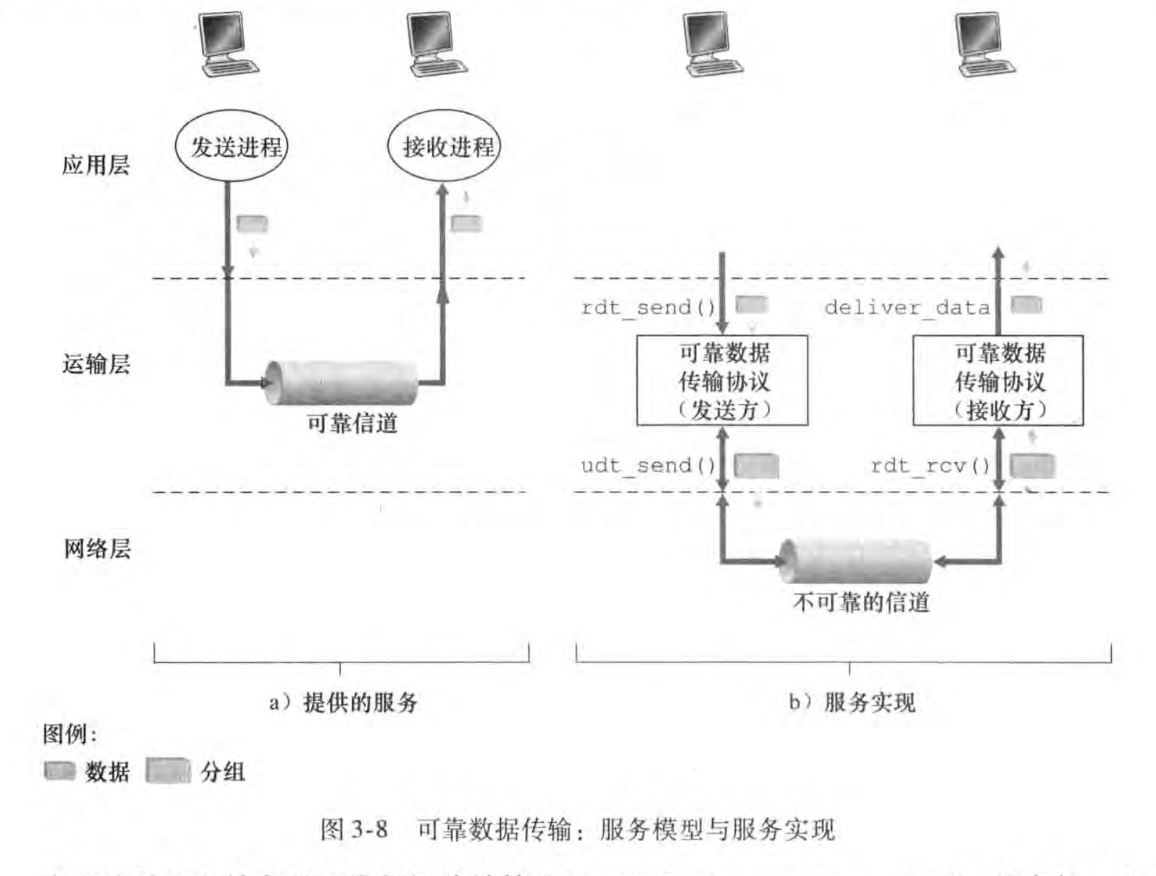 发送进程
接收进程
应用层
rdt_send()
deliver_data
运输层
可靠信道
可靠数据
传输协议
（发送方）
可靠数据
传输协议
（接收方）
udt_send()
rdt_rcv()
网络层
不可靠的信道
a）提供的服务
b）服务实现
图例：
数据
分组
图 3-8 可靠数据传输：服务模型与服务实现